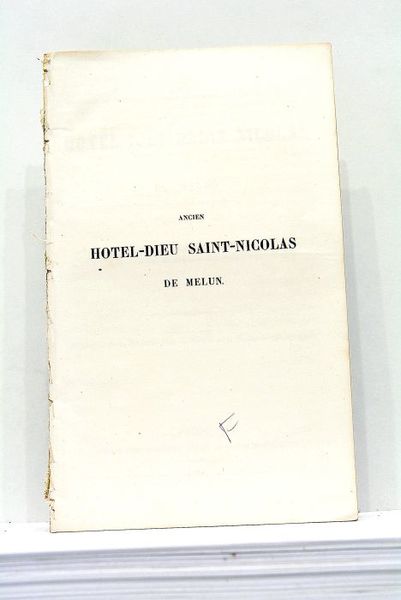 ANCIEN
HOTEL-DIEU SAINT-NICOLAS
DE MELUN.